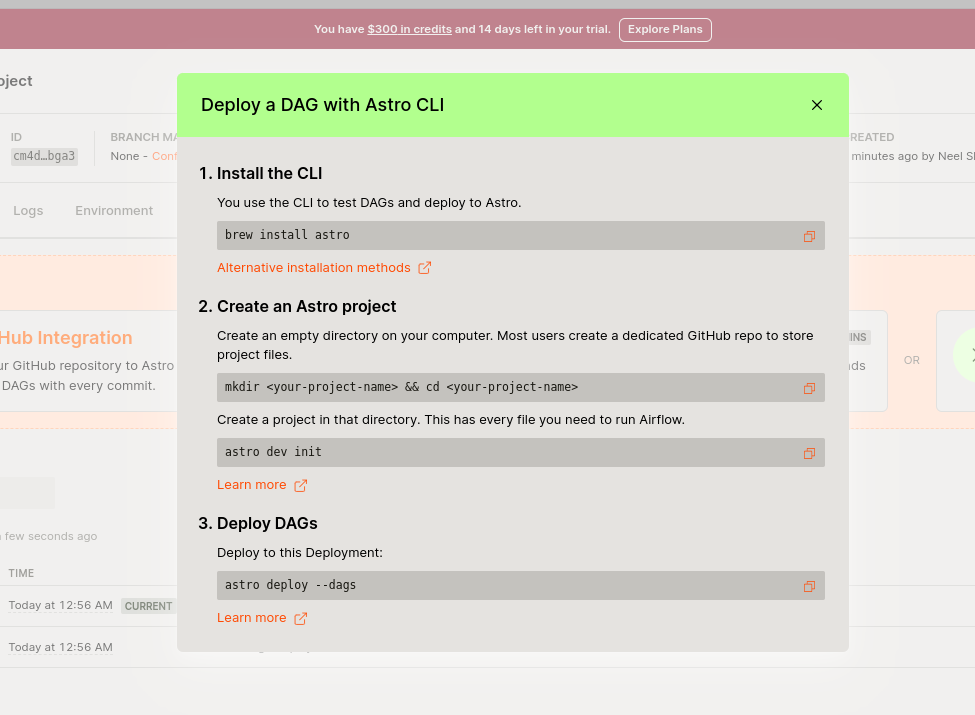 You have $300 in credits and 14 days left in your trial. Explore Plans
Deploy a DAG with Astro CLI
ID
BRANCH
cm4d…bga3
None -
REATED
minutes ago by Neel
Logs Environment
Hub Integration
GitHub repository to Astro
DAGs with every commit.
OR
few seconds ago
TIME
Today at 12:56 AM CURRENT
Today at 12:56 AM
1. Install the CLI
You use the CLI to test DAGs and deploy to Astro.
brew install astro
Alternative installation methods
2. Create an Astro project
Create an empty directory on your computer. Most users create a dedicated GitHub repo to store
project files.
mkdir <your-project-name> && cd <your-project-name>
Create a project in that directory. This has every file you need to run Airflow.
astro dev init
Learn more
3. Deploy DAGs
Deploy to this Deployment:
astro deploy --dags
Learn more